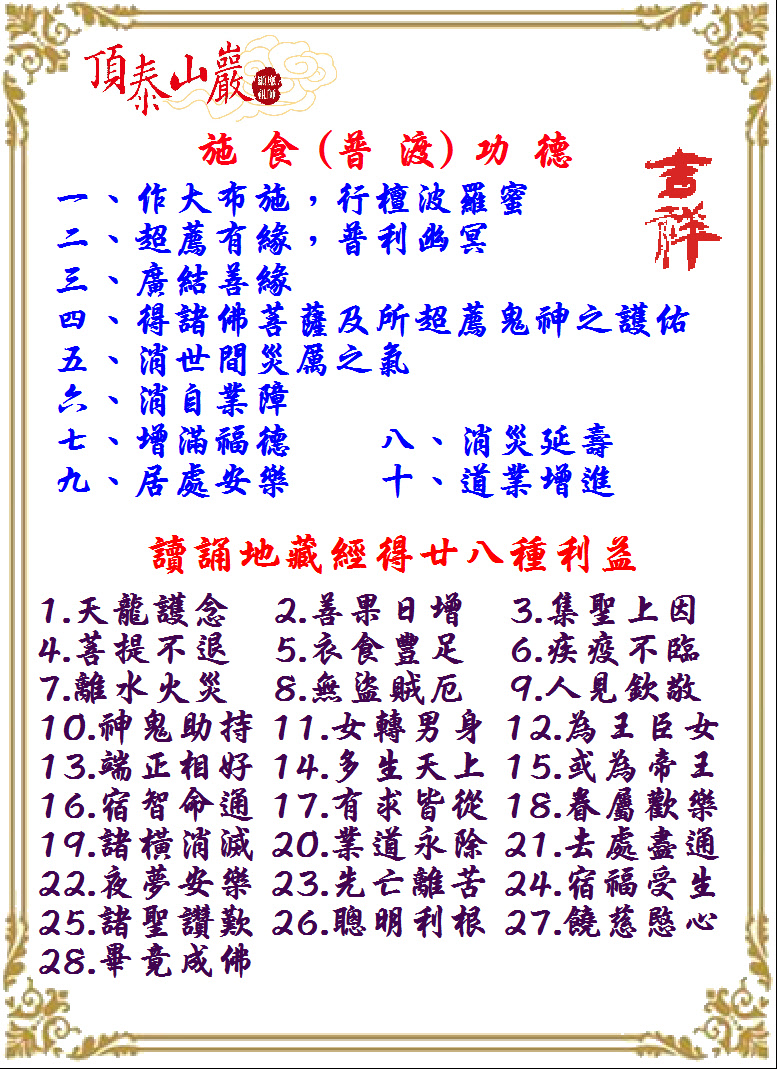 頂泰山巖
施食(普渡)功德
吉祥
一、作大布施，行檀波羅蜜
二、超薦有緣，普利幽冥
三、廣結善緣
四、得諸佛菩薩及所超薦鬼神之護佑
五、消世間災厲之氣
六、消自業障
七、增滿福德 八、消災延壽
九、居處安樂 十、道業增進
讀誦地藏經得廿八種利益
1.天龍護念 2.善果日增 3.集聖上因
4.菩提不退 5.衣食豐足 6.疾疫不臨
7.離水火災 8.無盜賊厄 9.人見欽敬
10.神鬼助持 11.女轉男身 12.為王臣女
13.端正相好 14.多生天上 15.或為帝王
16.宿智命通 17.有求皆從 18.眷屬歡樂
19.諸橫消滅 20.業道永除 21.去處盡通
22.夜夢安樂 23.先亡離苦 24.宿福受生
25.諸聖讚歎 26.聰明利根 27.饒慈愍心
28.畢竟成佛